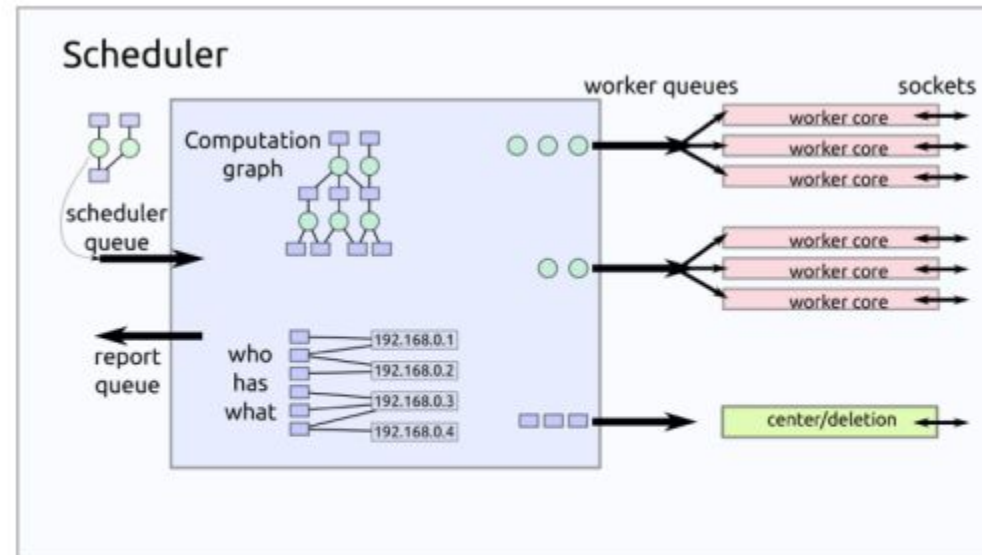 Scheduler
worker queues
sockets
Computation
graph
scheduler
queue
report
queue
who
has
what
192.168.0.1
192.168.0.2
192.168.0.3
192.168.0.4
worker core
worker core
worker core
worker core
worker core
worker core
center/deletion